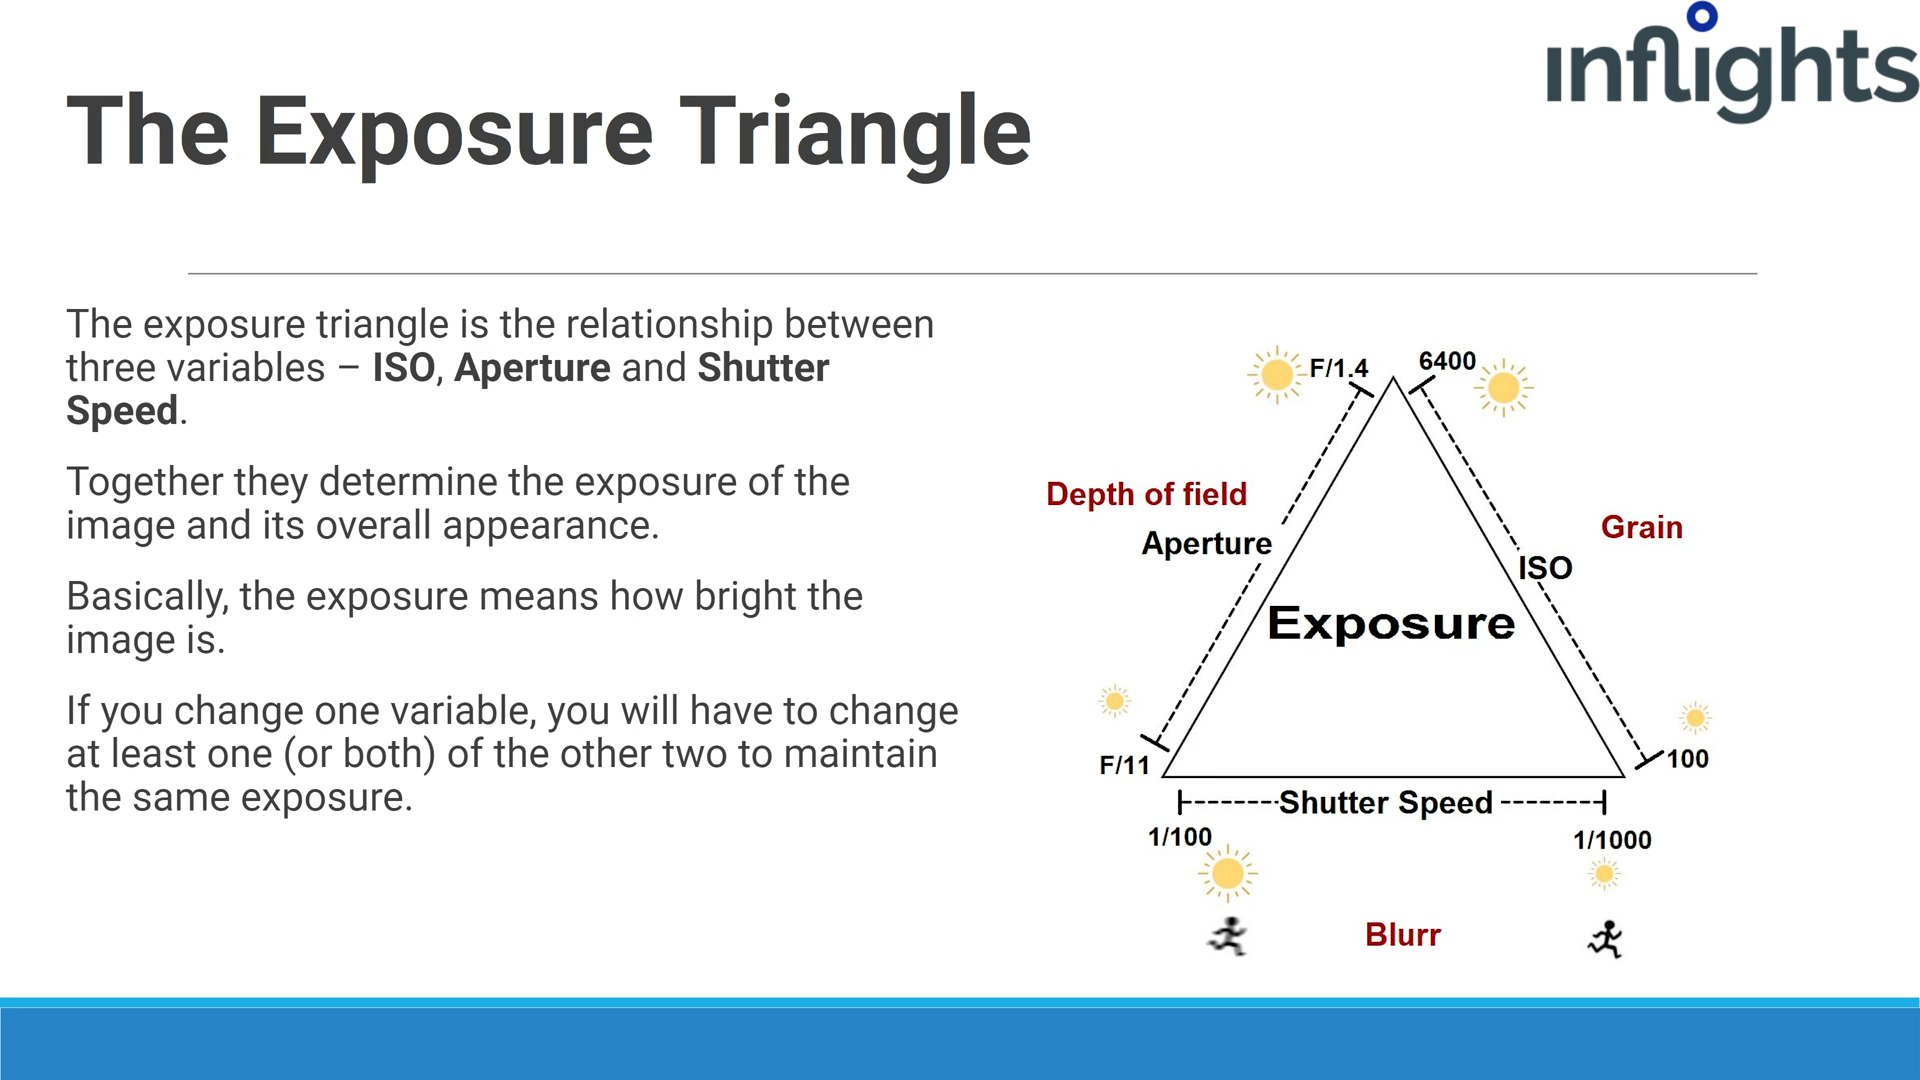 inflights
The Exposure Triangle
The exposure triangle is the relationship between
three variables – ISO, Aperture and Shutter
Speed.
Together they determine the exposure of the
image and its overall appearance.
Basically, the exposure means how bright the
image is.
If you change one variable, you will have to change
at least one (or both) of the other two to maintain
the same exposure.
F/1.4
6400
Depth of field
Aperture
Grain
ISO
Exposure
F/11
100
Shutter Speed
1/100
1/1000
Blurr